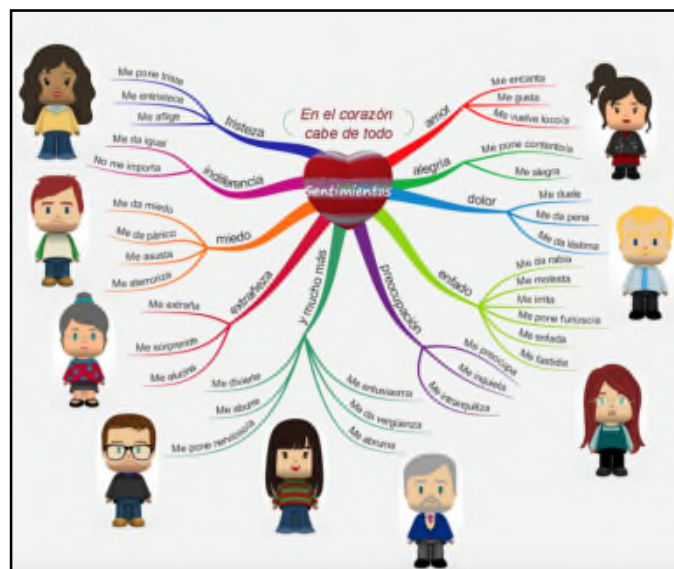 En el corazón
cabe de todo
Sentimientos
amor
Me encanta
Me gusta
Me vuelve loco/a
alegría
Me pone contento/a
Me alegra
dolor
Me duele
Me da pena
Me da lástima
enfado
Me da rabia
Me molesta
Me irrita
Me pone furioso/a
Me enfada
Me fastidia
preocupación
Me preocupa
Me inquieta
Me intranquiliza
y mucho más
Me entusiasma
Me da vergüenza
Me abruma
Me divierte
Me aburre
Me pone nervioso/a
extrañeza
Me extraña
Me sorprende
Me alucina
miedo
Me da miedo
Me da pánico
Me asusta
Me aterroriza
indiferencia
Me da igual
No me importa
tristeza
Me pone triste
Me entristece
Me aflige